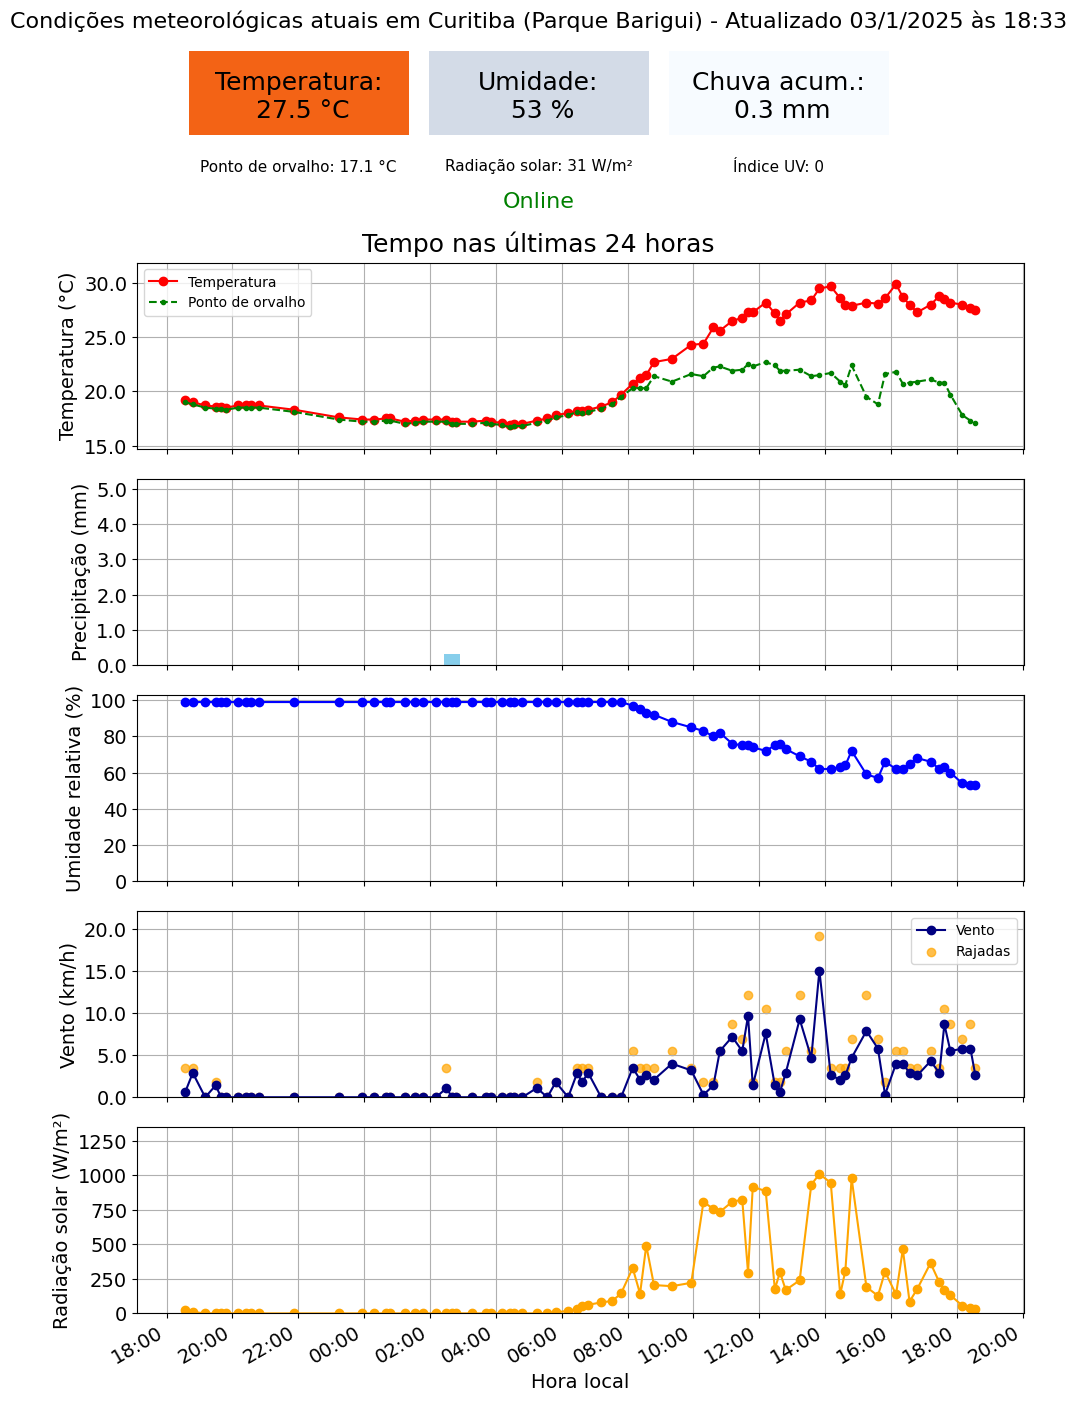 Condições meteorológicas atuais em Curitiba (Parque Barigui) - Atualizado 03/1/2025 às 18:33
Temperatura:
27.5 °C
Umidade:
53 %
Chuva acum.:
0.3 mm
Ponto de orvalho: 17.1 °C
Radiação solar: 31 W/m²
Índice UV: 0
Online
Tempo nas últimas 24 horas
Temperatura (°C)
30.0
25.0
20.0
15.0
Temperatura
Ponto de orvalho
Precipitação (mm)
5.0
4.0
3.0
2.0
1.0
0.0
Umidade relativa (%)
100
80
60
40
20
0
Vento (km/h)
20.0
15.0
10.0
5.0
0.0
Vento
Rajadas
Radiação solar (W/m²)
1250
1000
750
500
250
0
18:00
20:00
22:00
00:00
02:00
04:00
06:00
08:00
10:00
12:00
14:00
16:00
18:00
20:00
Hora local